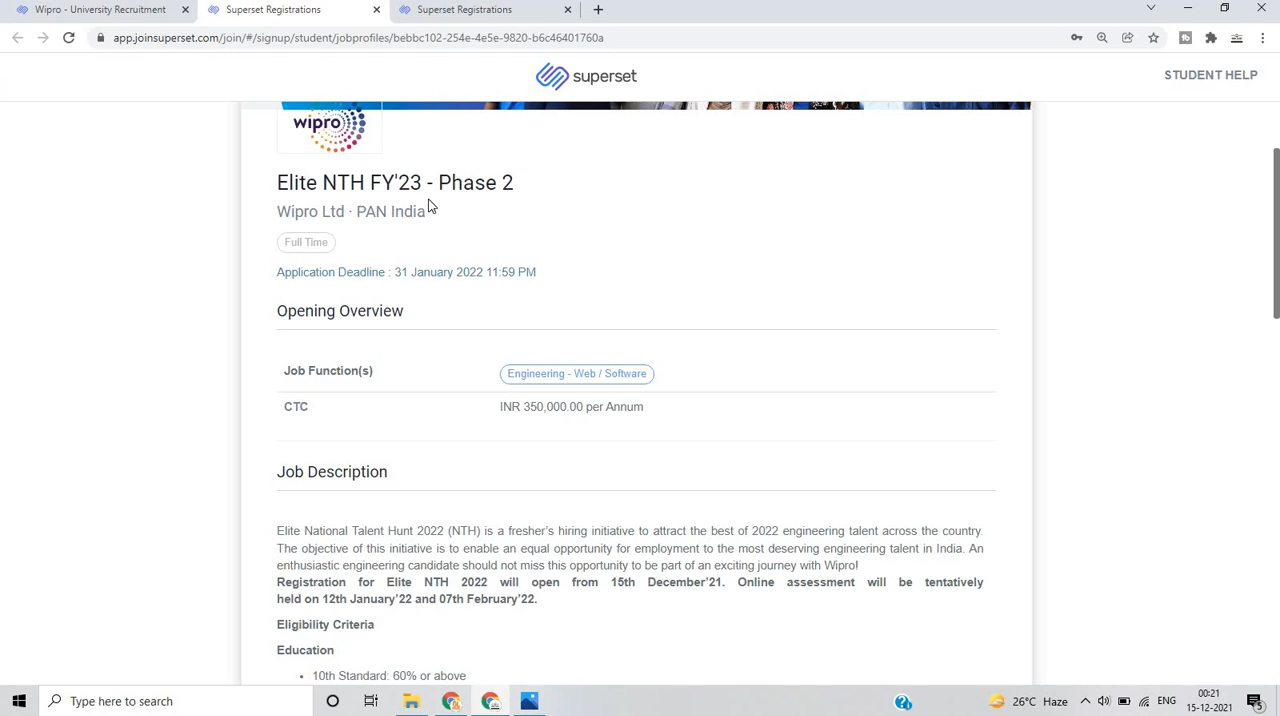 Wipro - University Recruitment
Superset Registrations
Superset Registrations
app.joinsuperset.com/join/#/signup/student/jobprofiles/bebbc102-254e-4e5e-9820-b6c46401760a
superset
STUDENT HELP
wipro
Elite NTH FY'23 - Phase 2
Wipro Ltd · PAN India
Full Time
Application Deadline : 31 January 2022 11:59 PM
Opening Overview
Job Function(s)
Engineering - Web / Software
CTC
INR 350,000.00 per Annum
Job Description
Elite National Talent Hunt 2022 (NTH) is a fresher's hiring initiative to attract the best of 2022 engineering talent across the country.
The objective of this initiative is to enable an equal opportunity for employment to the most deserving engineering talent in India. An
enthusiastic engineering candidate should not miss this opportunity to be part of an exciting journey with Wipro!
Registration for Elite NTH 2022 will open from 15th December'21. Online assessment will be tentatively
held on 12th January'22 and 07th February'22.
Eligibility Criteria
Education
• 10th Standard: 60% or above
Type here to search
26°C Haze
ENG
00:21
15-12-2021
5